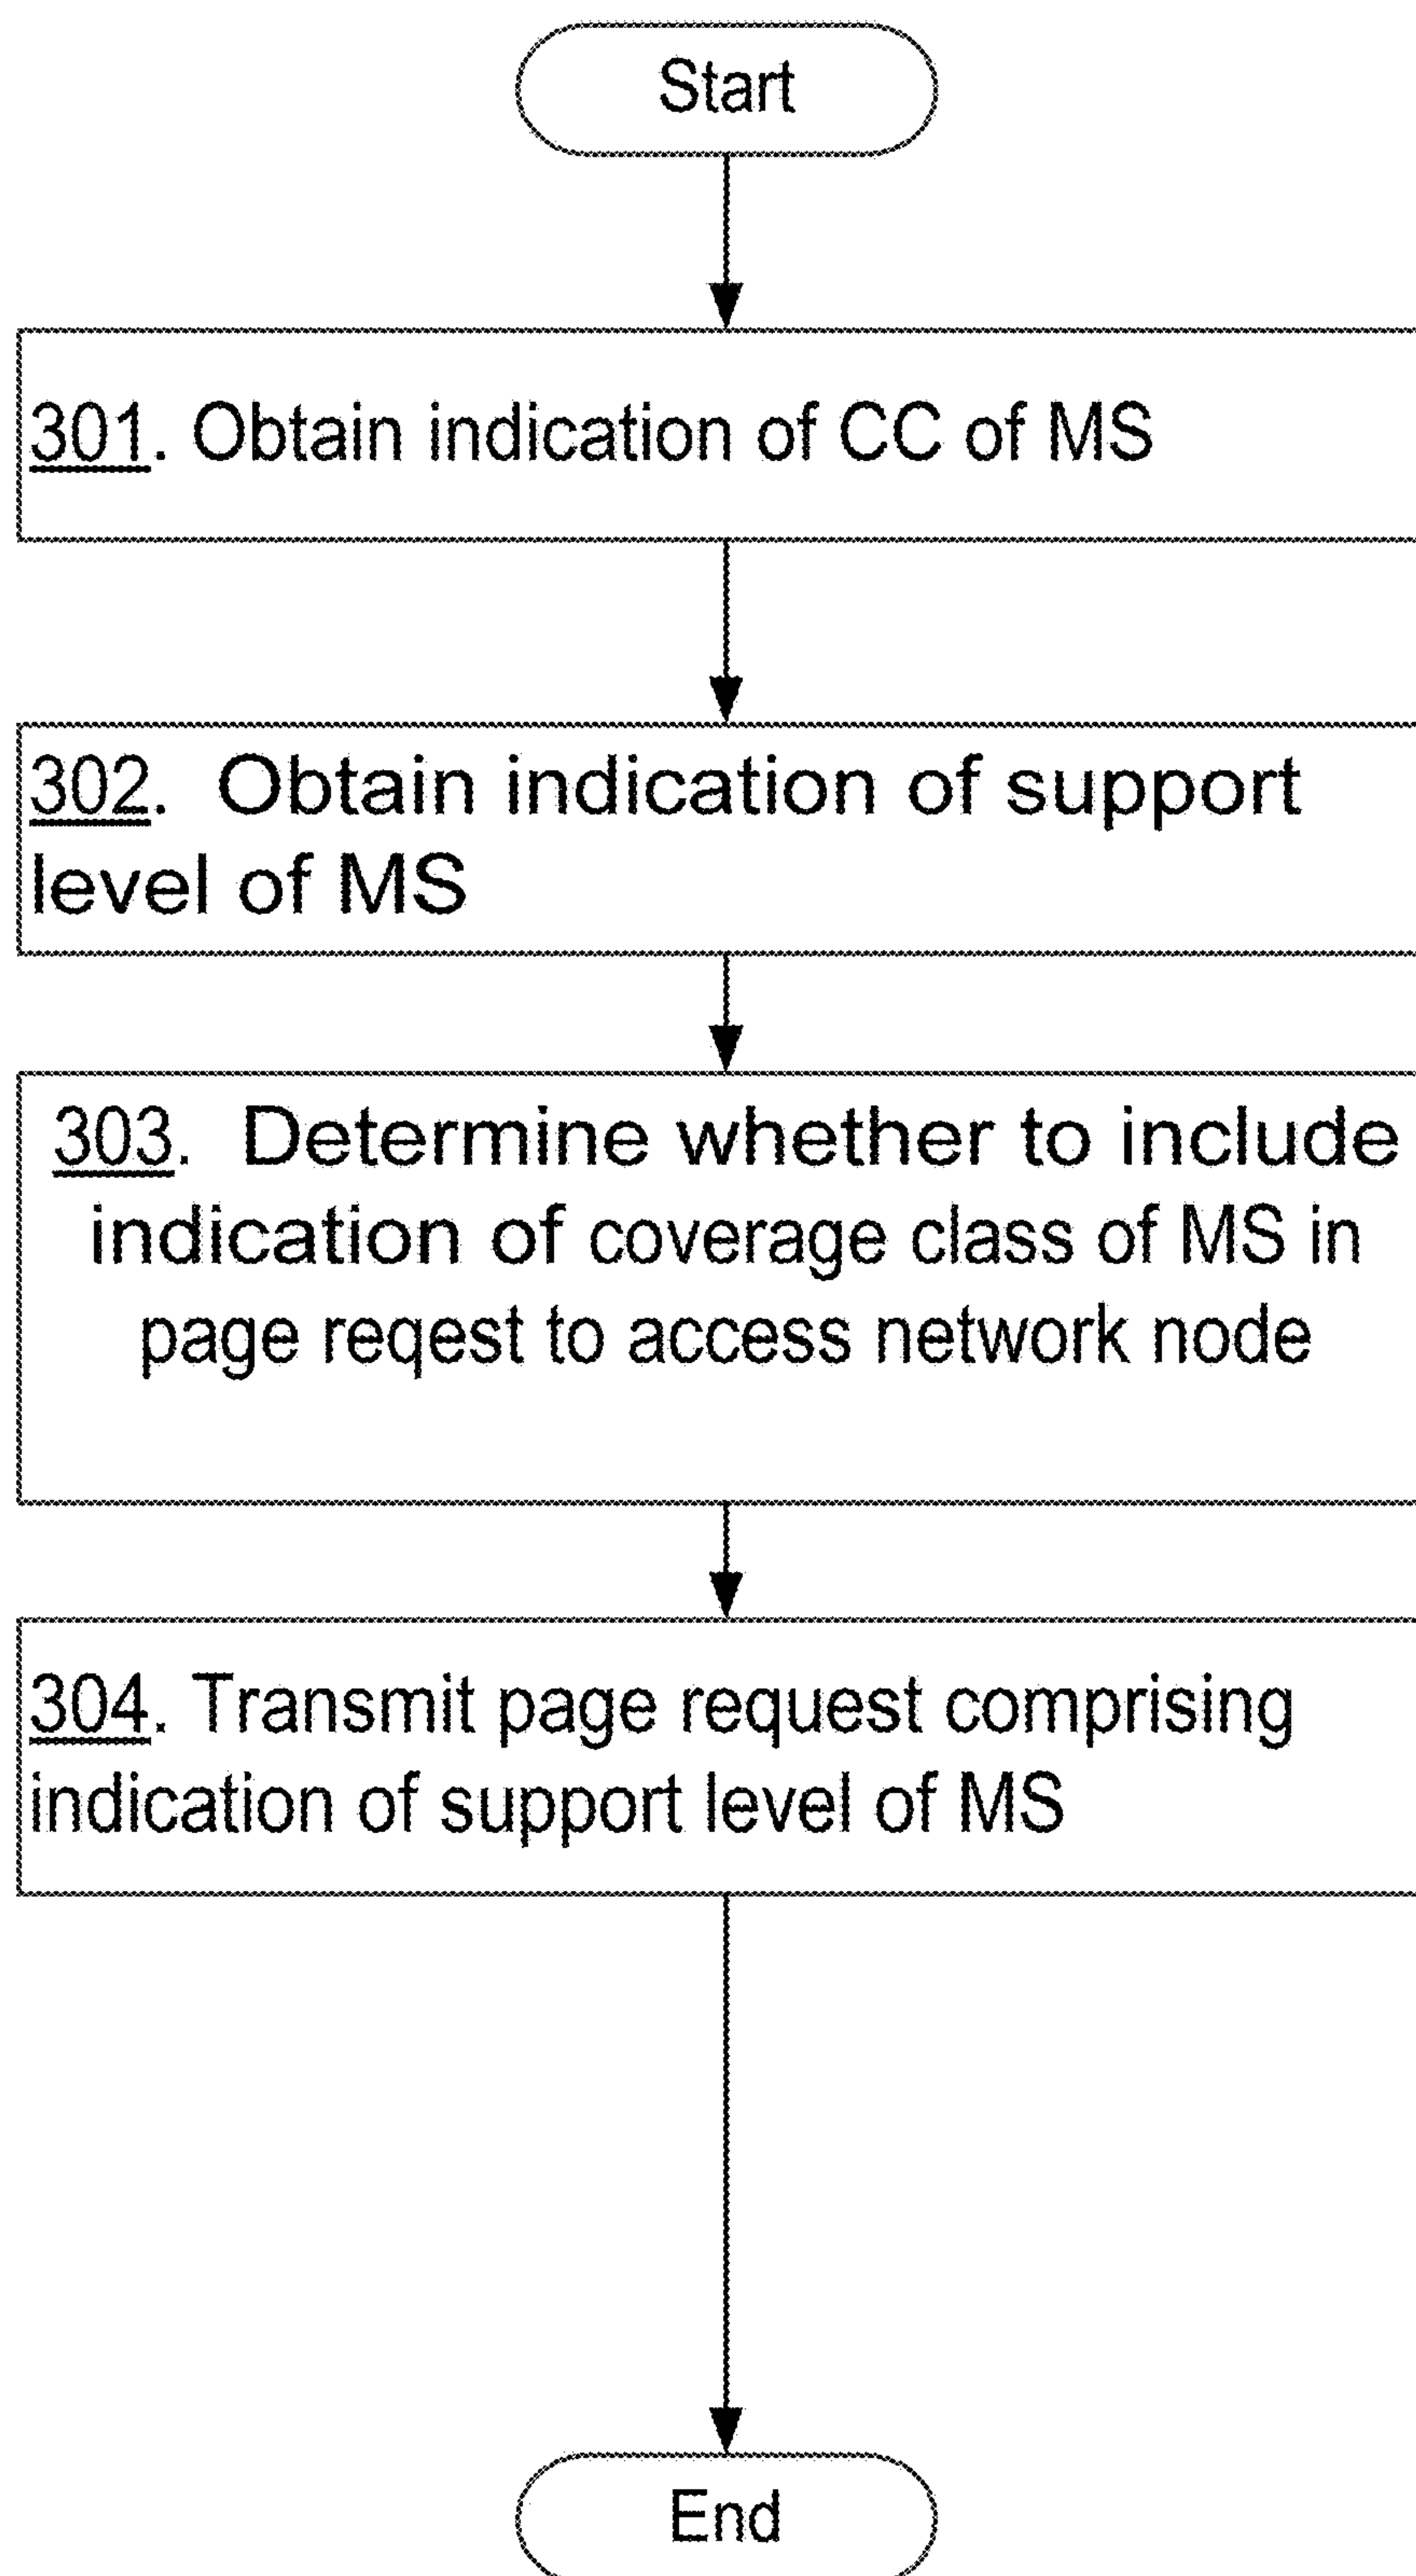 Start
301. Obtain indication of CC of MS
302. Obtain indication of support
level of MS
303. Determine whether to include
indication of coverage class of MS in
page reqest to access network node
304. Transmit page request comprising
indication of support level of MS
End